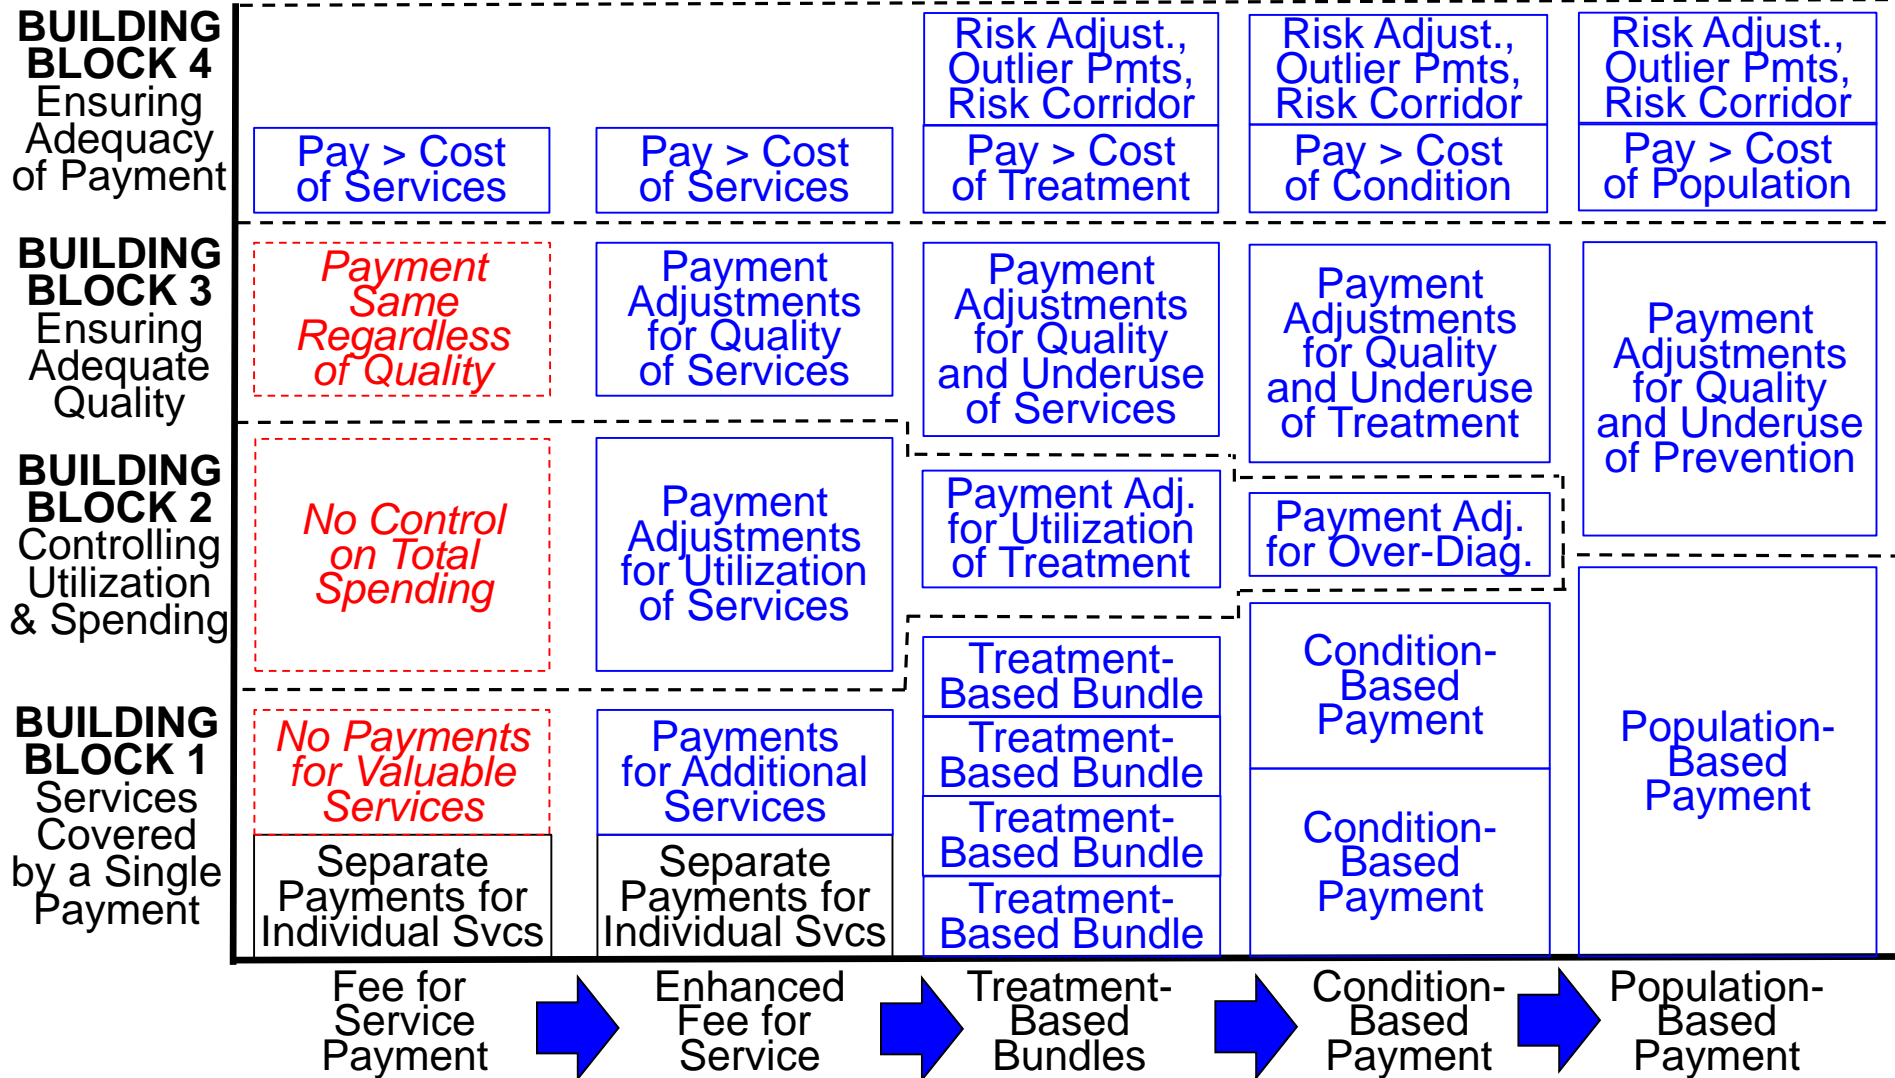 BUILDING
BLOCK 4
Ensuring
Adequacy
of Payment
Pay > Cost
of Services
Pay > Cost
of Services
Risk Adjust.,
Outlier Pmts,
Risk Corridor
Pay > Cost
of Treatment
Risk Adjust.,
Outlier Pmts,
Risk Corridor
Pay > Cost
of Condition
Risk Adjust.,
Outlier Pmts,
Risk Corridor
Pay > Cost
of Population
BUILDING
BLOCK 3
Ensuring
Adequate
Quality
Payment
Same
Regardless
of Quality
Payment
Adjustments
for Quality
of Services
Payment
Adjustments
for Quality
and Underuse
of Services
Payment
Adjustments
for Quality
and Underuse
of Treatment
Payment
Adjustments
for Quality
and Underuse
of Prevention
BUILDING
BLOCK 2
Controlling
Utilization
& Spending
No Control
on Total
Spending
Payment
Adjustments
for Utilization
of Services
Payment Adj.
for Utilization
of Treatment
Payment Adj.
for Over-Diag.
BUILDING
BLOCK 1
Services
Covered
by a Single
Payment
No Payments
for Valuable
Services
Separate
Payments for
Individual Svcs
Payments
for Additional
Services
Separate
Payments for
Individual Svcs
Treatment-
Based Bundle
Treatment-
Based Bundle
Treatment-
Based Bundle
Treatment-
Based Bundle
Condition-
Based
Payment
Condition-
Based
Payment
Population-
Based
Payment
Fee for
Service
Payment
Enhanced
Fee for
Service
Treatment-
Based
Bundles
Condition-
Based
Payment
Population-
Based
Payment